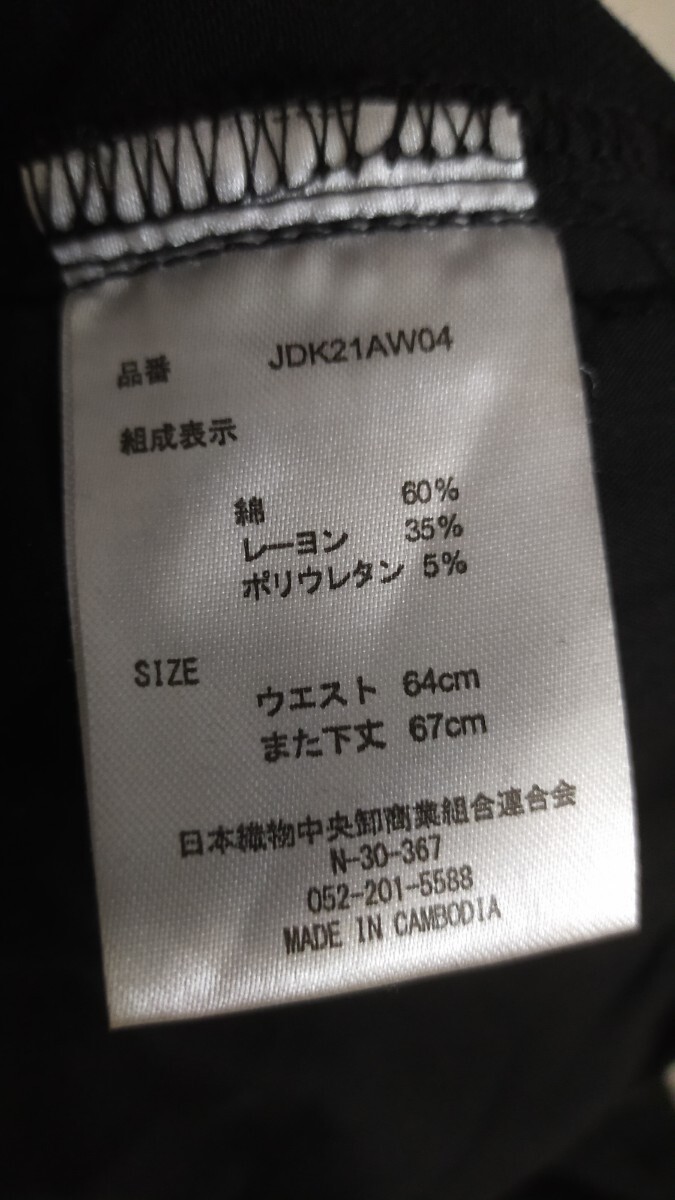 品番 JDK21AW04
組成表示
綿 60%
レーヨン 35%
ポリウレタン 5%
SIZE
ウエスト 64cm
また下丈 67cm
日本織物中央卸商業組合連合会
N-30-367
052-201-5588
MADE IN CAMBODIA